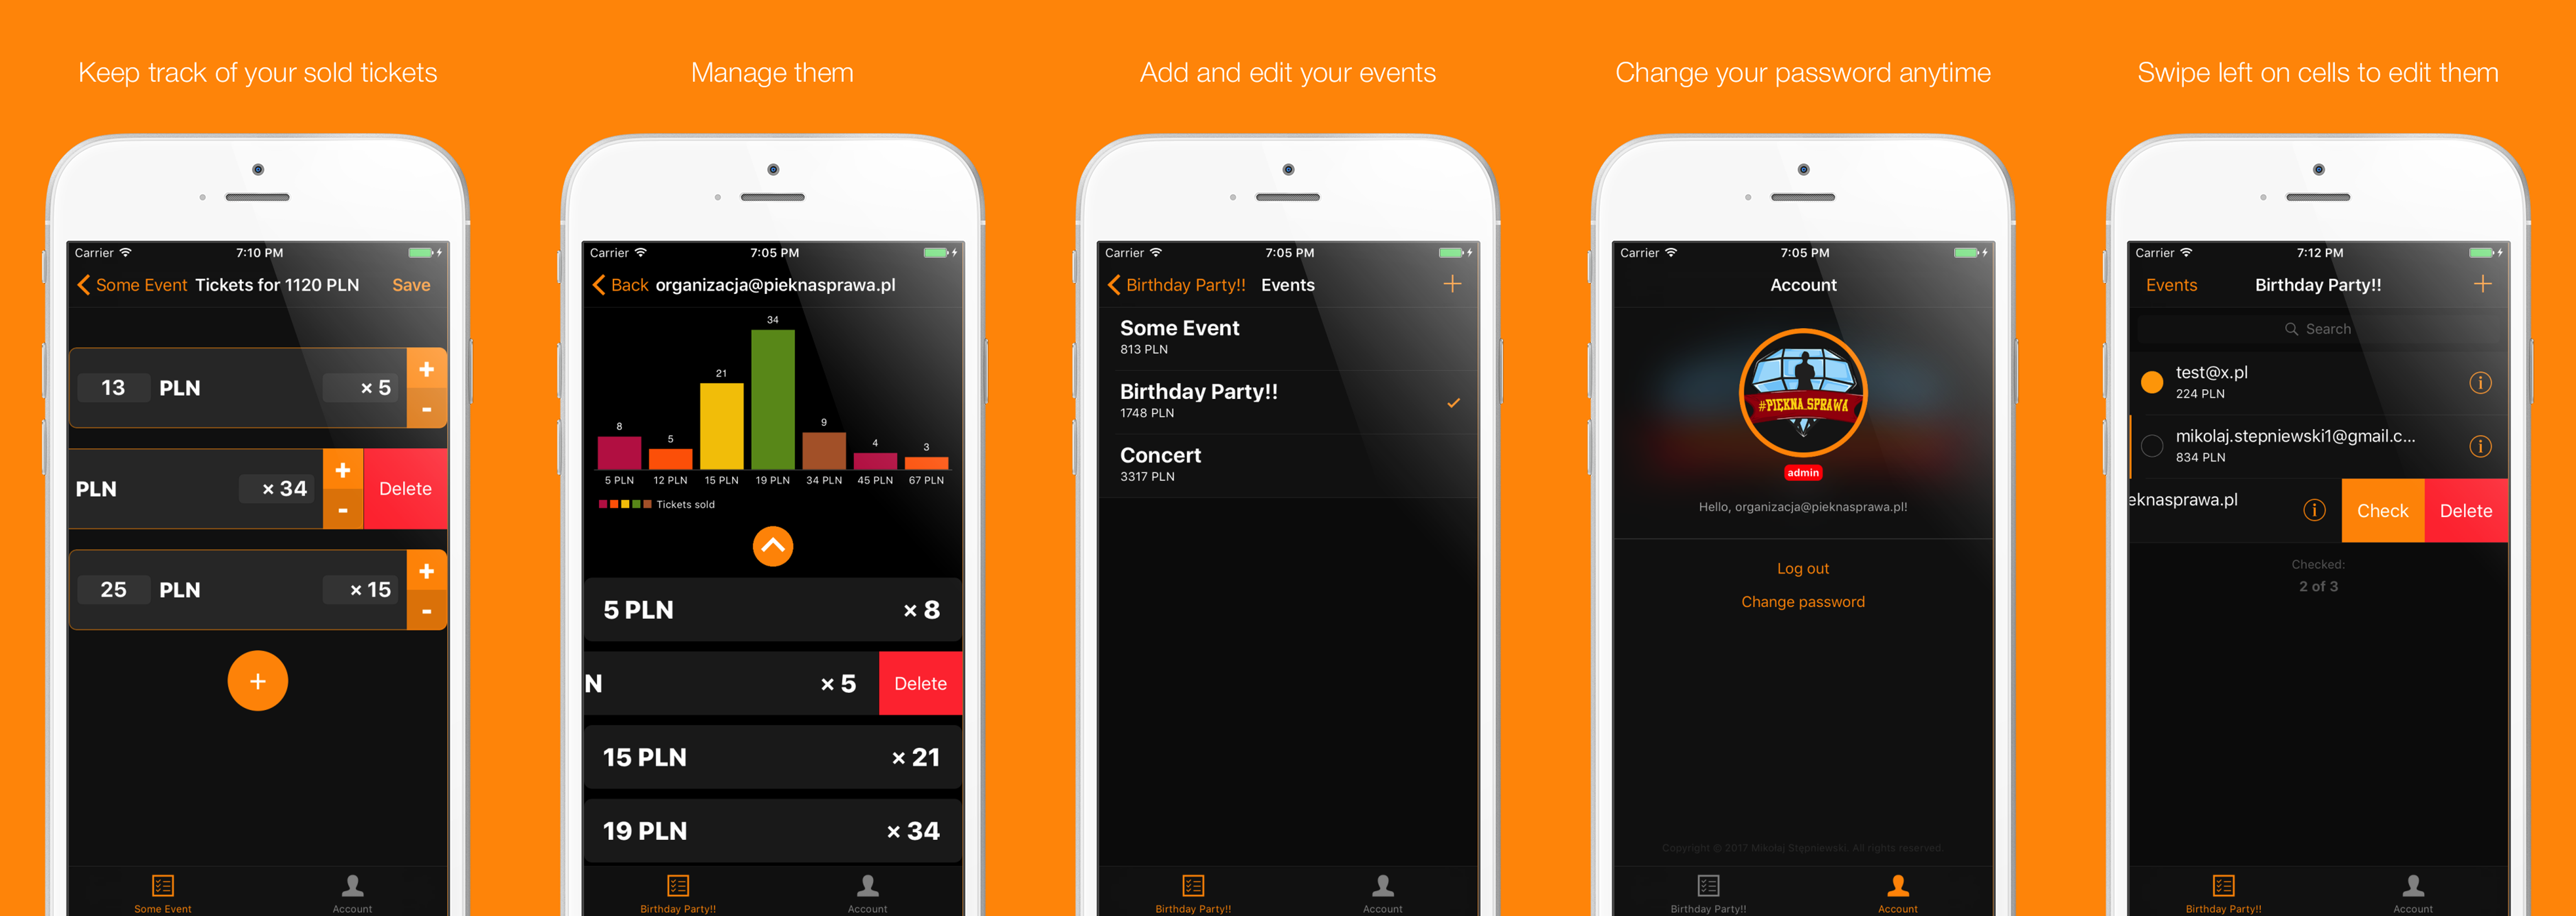 Keep track of your sold tickets
Carrier 7:10 PM
Some Event Tickets for 1120 PLN Save
13 PLN × 5 +
-
PLN × 34 + Delete
-
25 PLN × 15 +
-
+
Some Event Account
Manage them
Carrier 7:05 PM
Back organizacja@pieknasprawa.pl
34
21
8 5 9 4 3
5 PLN 12 PLN 15 PLN 19 PLN 34 PLN 45 PLN 67 PLN
Tickets sold
5 PLN × 8
N × 5 Delete
15 PLN × 21
19 PLN × 34
Birthday Party!! Account
Add and edit your events
Carrier 7:05 PM
Birthday Party!! Events +
Some Event
813 PLN
Birthday Party!!
1748 PLN
Concert
3317 PLN
Birthday Party!! Account
Change your password anytime
Carrier 7:05 PM
Account
#PIĘKNA_SPRAWA
admin
Hello, organizacja@pieknasprawa.pl!
Log out
Change password
Copyright © 2017 Mikołaj Stępniewski. All rights reserved.
Birthday Party!! Account
Swipe left on cells to edit them
Carrier 7:12 PM
Events Birthday Party!! +
Search
test@x.pl
224 PLN
mikolaj.stepniewski1@gmail.c...
834 PLN
eknasprawa.pl Check Delete
Checked:
2 of 3
Birthday Party!! Account